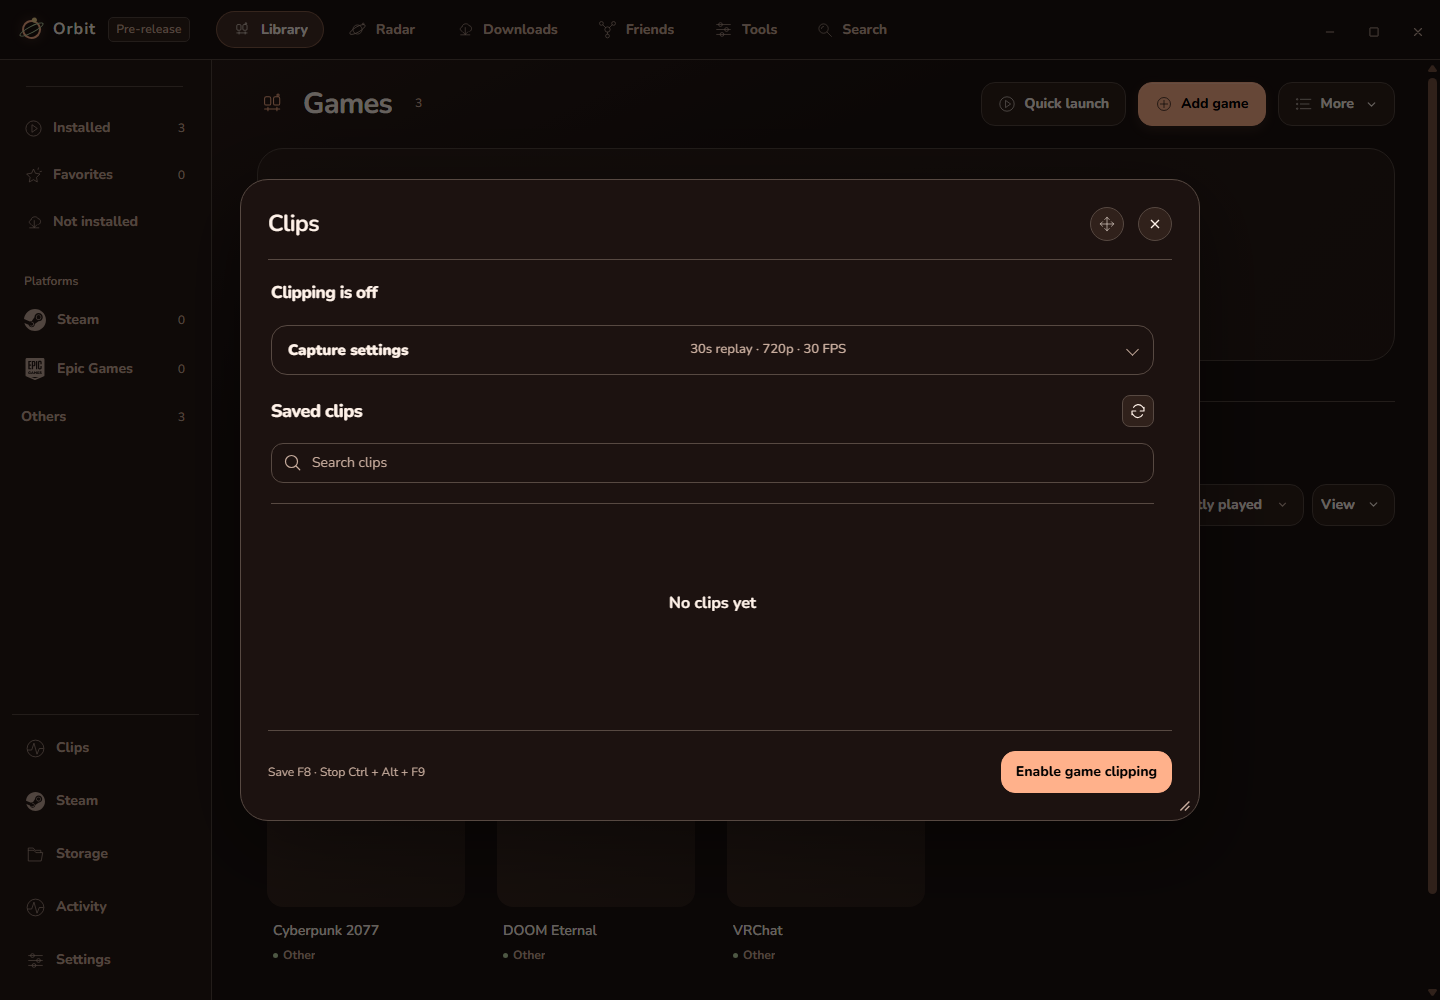 Orbit
Pre-release
Library
Radar
Downloads
Friends
Tools
Search
Installed 3
Favorites 0
Not installed
Platforms
Steam 0
EPIC GAMES
Epic Games 0
Others 3
Clips
Steam
Storage
Activity
Settings
Games 3
Quick launch
Add game
More
Clips
Clipping is off
Capture settings
30s replay · 720p · 30 FPS
Saved clips
Search clips
No clips yet
Save F8 · Stop Ctrl + Alt + F9
Enable game clipping
played
View
Cyberpunk 2077
Other
DOOM Eternal
Other
VRChat
Other